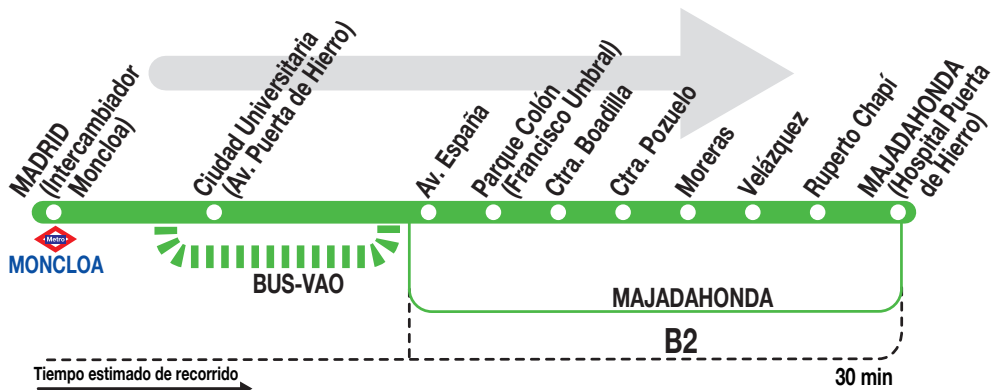 MADRID
(Intercambiador
Moncloa)
Ciudad Universitaria
(Av. Puerta de Hierro)
Av. España
Parque Colón
(Francisco Umbral)
Ctra. Boadilla
Ctra. Pozuelo
Moreras
Velázquez
Ruperto Chapí
MAJADAHONDA
(Hospital Puerta
de Hierro)
Metro
MONCLOA
BUS-VAO
MAJADAHONDA
B2
Tiempo estimado de recorrido
30 min